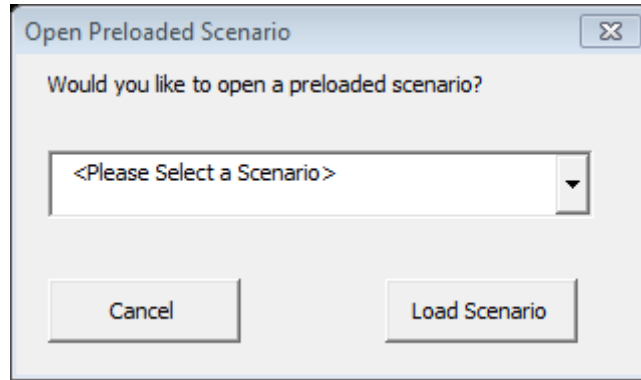 Open Preloaded Scenario
Would you like to open a preloaded scenario?
<Please Select a Scenario>
Cancel
Load Scenario